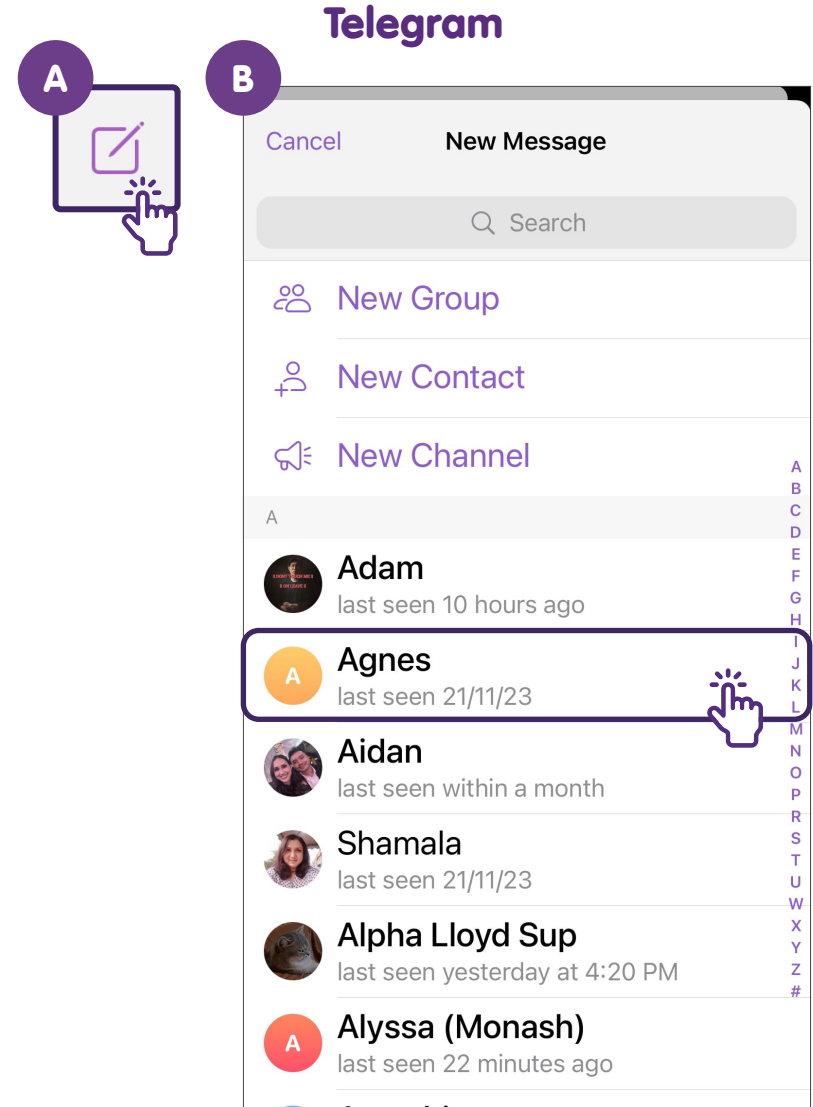 Telegram
A
B
Cancel
New Message
Search
New Group
New Contact
New Channel
A
Adam
last seen 10 hours ago
A
Agnes
last seen 21/11/23
Aidan
last seen within a month
Shamala
last seen 21/11/23
Alpha Lloyd Sup
last seen yesterday at 4:20 PM
A
Alyssa (Monash)
last seen 22 minutes ago
A
B
C
D
E
F
G
H
I
J
K
L
M
N
O
P
R
S
T
U
W
X
Y
Z
#